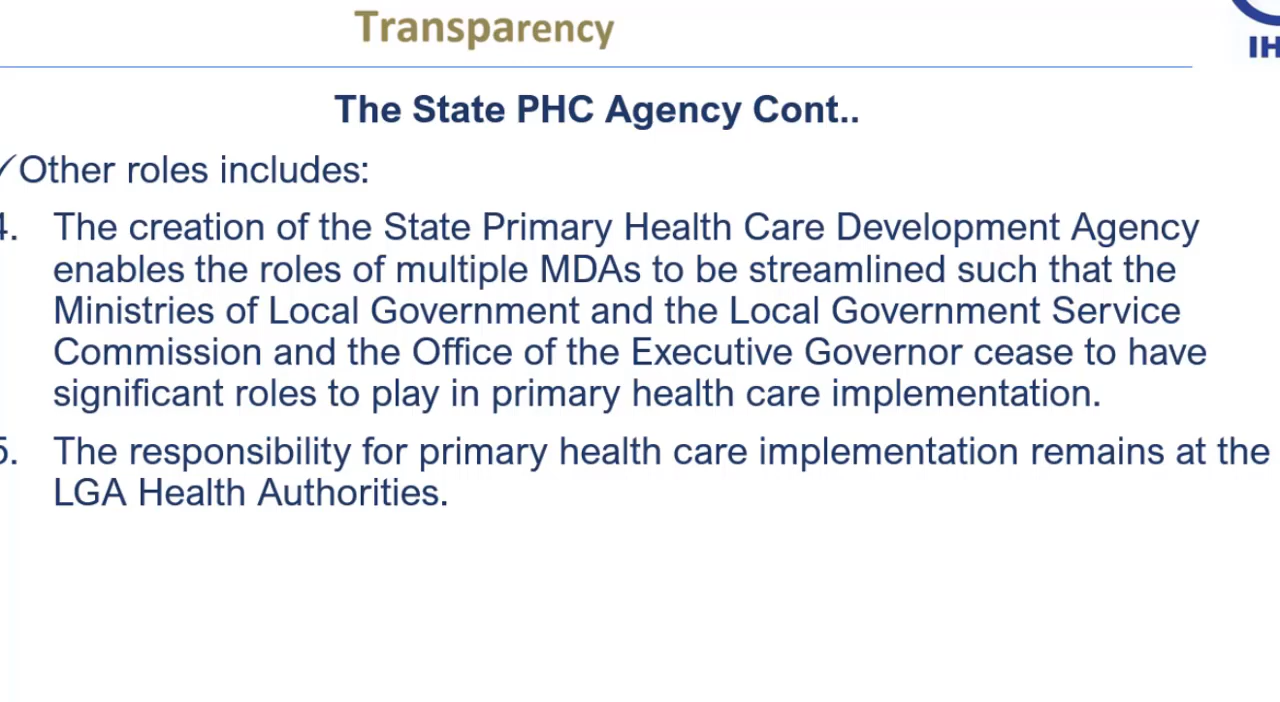 Transparency
IH
The State PHC Agency Cont..
✓Other roles includes:
4. The creation of the State Primary Health Care Development Agency
enables the roles of multiple MDAs to be streamlined such that the
Ministries of Local Government and the Local Government Service
Commission and the Office of the Executive Governor cease to have
significant roles to play in primary health care implementation.
5. The responsibility for primary health care implementation remains at the
LGA Health Authorities.